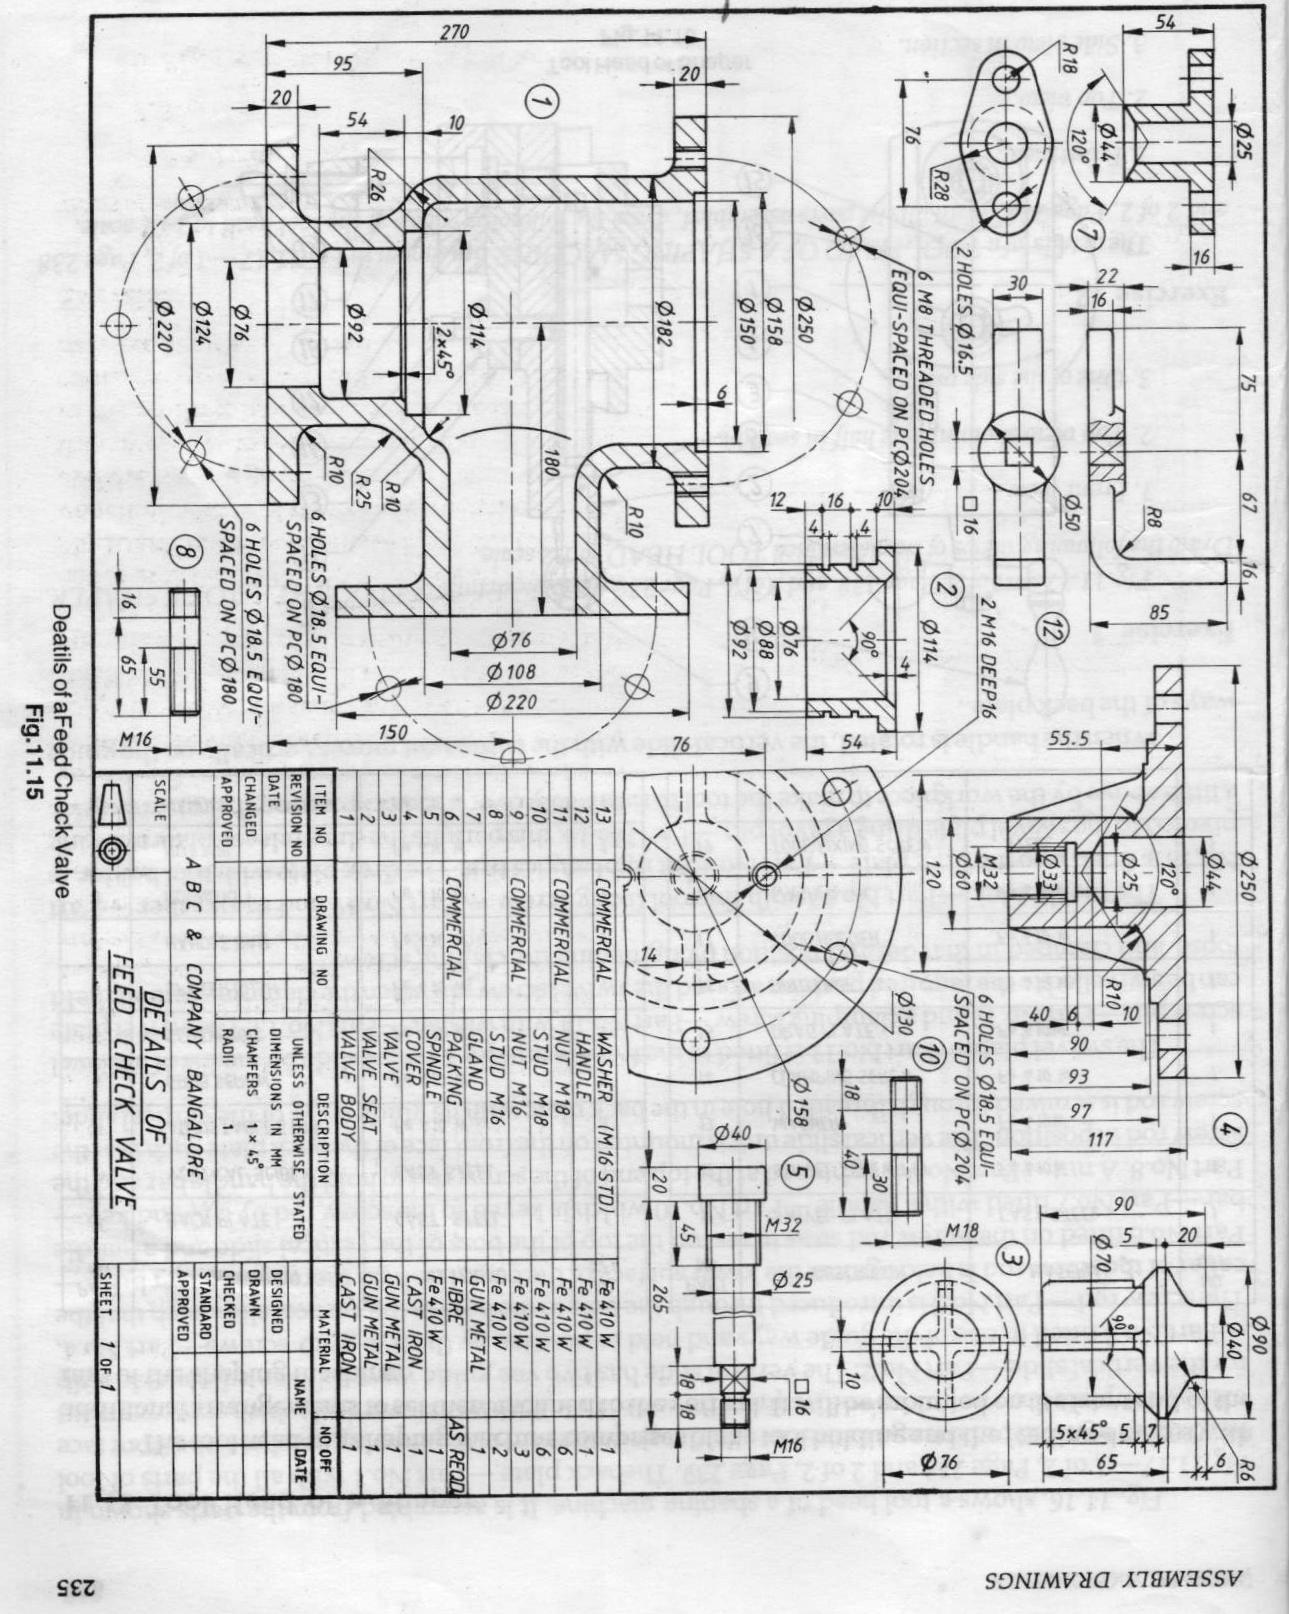 ASSEMBLY DRAWINGS
235
Ø25
16
54
Ø44
120°
7
R18
R28
2 HOLES Ø16.5
76
75
67
16
85
R8
16
22
Ø50
30
12
□ 16
Ø250
4
Ø44
120°
Ø25
R10
10
90
93
97
117
55.5
6
40
Ø33
M32
Ø60
120
6 HOLES Ø18.5 EQUI-
SPACED ON PCØ 204
2 M16 DEEP16
Ø130
Ø158
14
76
Ø90
Ø40
R6
6
20
7
5
5
90
65
5x45°
90°
Ø70
3
Ø76
10
10
M18
30
40
18
5
M16
□ 16
Ø 25
M32
Ø40
18
18
45
265
20
6 M8 THREADED HOLES
EQUI-SPACED ON PCØ204
Ø250
Ø158
Ø150
6
Ø182
20
R10
180
1
270
Ø114
2x45°
10
R26
Ø92
54
95
R10
R25
R10
20
Ø76
Ø124
Ø220
Ø76
Ø108
Ø220
150
6 HOLES Ø18.5 EQUI-
SPACED ON PCØ180
6 HOLES Ø18.5 EQUI-
SPACED ON PCØ180
2
Ø114
4
90°
10
4
16
4
12
54
Ø76
Ø88
Ø92
8
M16
55
65
16
13 COMMERCIAL WASHER (M16 STD) Fe410W 1
12 HANDLE Fe 410 W 1
11 COMMERCIAL NUT M18 Fe 410 W 6
10 STUD M18 Fe 410 W 6
9 COMMERCIAL NUT M16 Fe 410 W 3
8 STUD M16 Fe 410 W 2
7 GLAND GUN METAL 1
6 COMMERCIAL PACKING FIBRE AS REQD
5 SPINDLE Fe410 W 1
4 COVER CAST IRON 1
3 VALVE GUN METAL 1
2 VALVE SEAT GUN METAL 1
1 VALVE BODY CAST IRON 1
ITEM NO DRAWING NO DESCRIPTION MATERIAL NO OFF
REVISION NO UNLESS OTHERWISE STATED NAME DATE
DATE DIMENSIONS IN MM DESIGNED
CHANGED CHAMFERS 1 x 45° DRAWN
APPROVED RADII 1 CHECKED
A B C & COMPANY BANGALORE STANDARD
APPROVED
SCALE DETAILS OF
FEED CHECK VALVE
SHEET 1 OF 1
Deatils of a Feed Check Valve
Fig.11.15